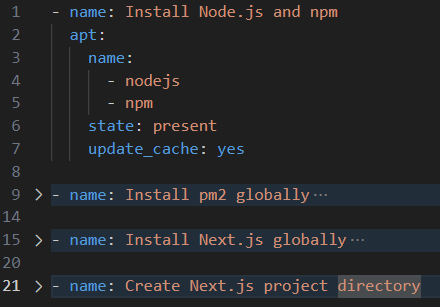 1 - name: Install Node.js and npm
2 apt:
3 name:
4 - nodejs
5 - npm
6 state: present
7 update_cache: yes
8
9 > - name: Install pm2 globally ···
14
15 > - name: Install Next.js globally ···
20
21 > - name: Create Next.js project directory